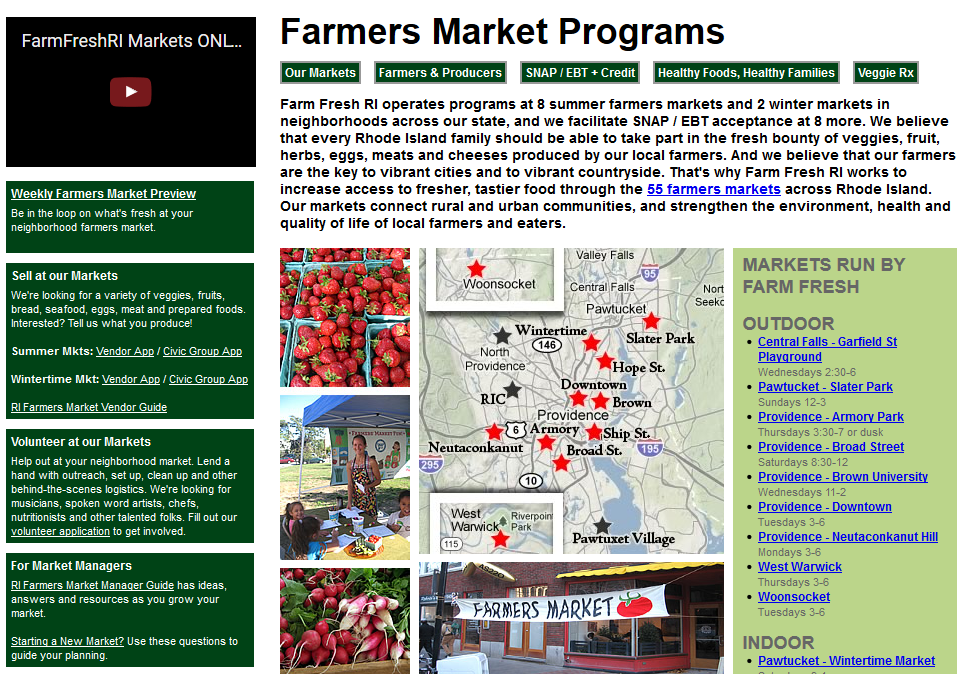 FarmFreshRI Markets ONL...
Weekly Farmers Market Preview
Be in the loop on what's fresh at your
neighborhood farmers market.
Sell at our Markets
We're looking for a variety of veggies, fruits,
bread, seafood, eggs, meat and prepared foods.
Interested? Tell us what you produce!
Summer Mkts: Vendor App / Civic Group App
Wintertime Mkt: Vendor App / Civic Group App
RI Farmers Market Vendor Guide
Volunteer at our Markets
Help out at your neighborhood market. Lend a
hand with outreach, set up, clean up and other
behind-the-scenes logistics. We're looking for
musicians, spoken word artists, chefs,
nutritionists and other talented folks. Fill out our
volunteer application to get involved.
For Market Managers
RI Farmers Market Manager Guide has ideas,
answers and resources as you grow your
market.
Starting a New Market? Use these questions to
guide your planning.
Farmers Market Programs
Our Markets
Farmers & Producers
SNAP / EBT + Credit
Healthy Foods, Healthy Families
Veggie Rx
Farm Fresh RI operates programs at 8 summer farmers markets and 2 winter markets in
neighborhoods across our state, and we facilitate SNAP / EBT acceptance at 8 more. We believe
that every Rhode Island family should be able to take part in the fresh bounty of veggies, fruit,
herbs, eggs, meats and cheeses produced by our local farmers. And we believe that our farmers
are the key to vibrant cities and to vibrant countryside. That's why Farm Fresh RI works to
increase access to fresher, tastier food through the 55 farmers markets across Rhode Island.
Our markets connect rural and urban communities, and strengthen the environment, health and
quality of life of local farmers and eaters.
Woonsocket
Valley Falls
95
Central Falls
North
Seeko
Pawtucket
Wintertime
146
Slater Park
North
Providence
Hope St.
Downtown
RIC
Brown
Providence
6
Armory
Ship St.
Neutaconkanut
Broad St.
195
295
10
West
Warwick
Riverpoint
Park
115
Pawtuxet Village
AS220
FARMERS MARKET
MARKETS RUN BY
FARM FRESH
OUTDOOR
Central Falls - Garfield St
Playground
Wednesdays 2:30-6
Pawtucket - Slater Park
Sundays 12-3
Providence - Armory Park
Thursdays 3:30-7 or dusk
Providence - Broad Street
Saturdays 8:30-12
Providence - Brown University
Wednesdays 11-2
Providence - Downtown
Tuesdays 3-6
Providence - Neutaconkanut Hill
Mondays 3-6
West Warwick
Thursdays 3-6
Woonsocket
Tuesdays 3-6
INDOOR
Pawtucket - Wintertime Market